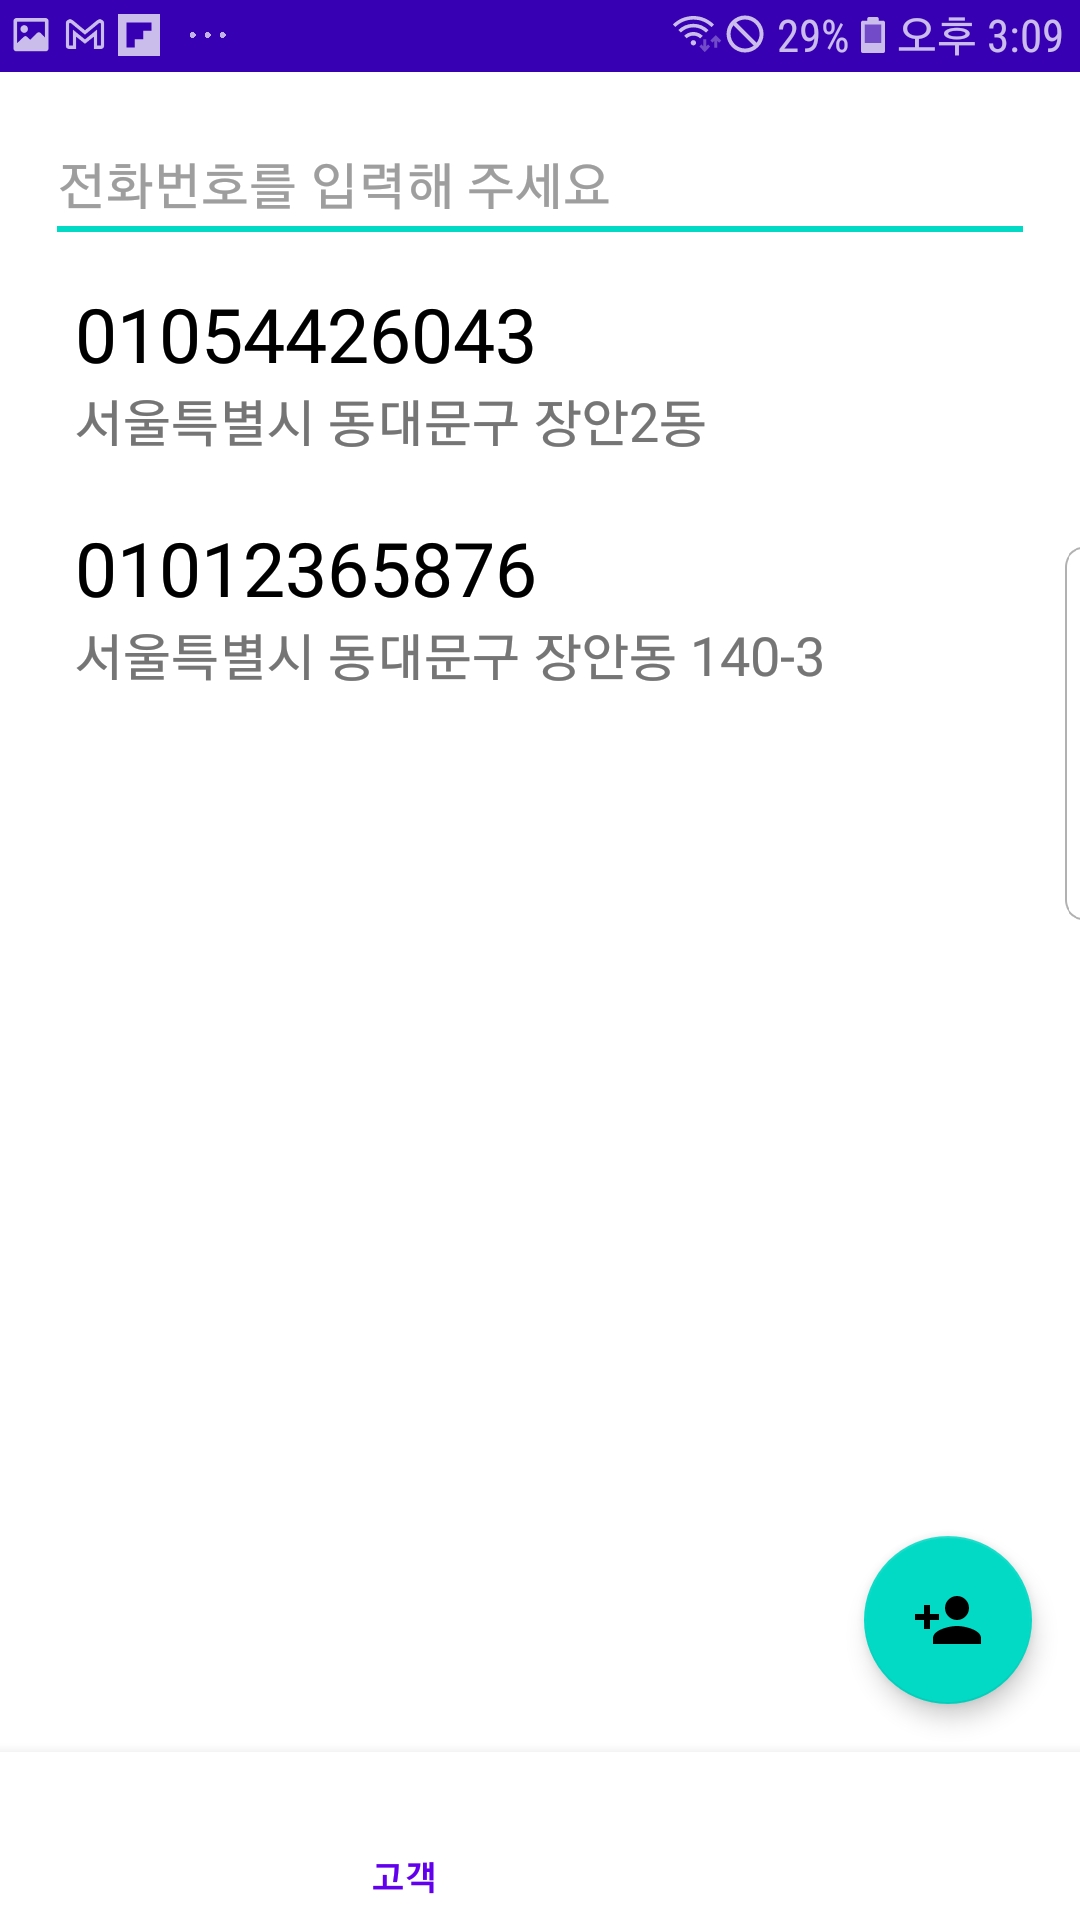 29% 오후 3:09
전화번호를 입력해 주세요
01054426043
서울특별시 동대문구 장안2동
01012365876
서울특별시 동대문구 장안동 140-3
고객